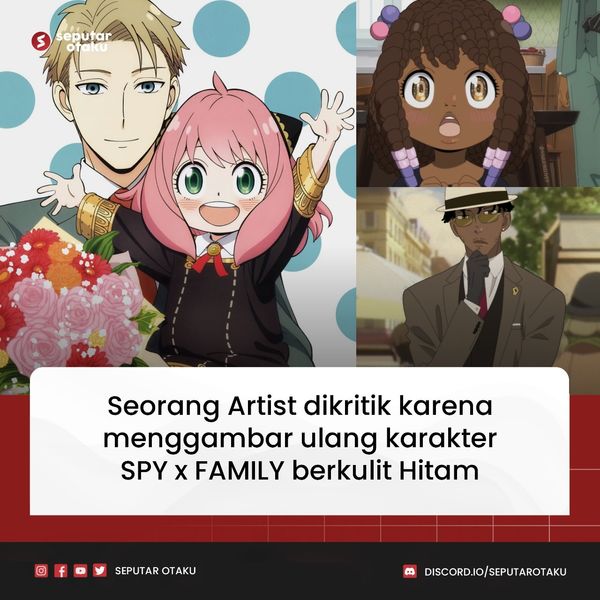 seputar
otaku
Seorang Artist dikritik karena
menggambar ulang karakter
SPY x FAMILY berkulit Hitam
SEPUTAR OTAKU
DISCORD.IO/SEPUTAROTAKU